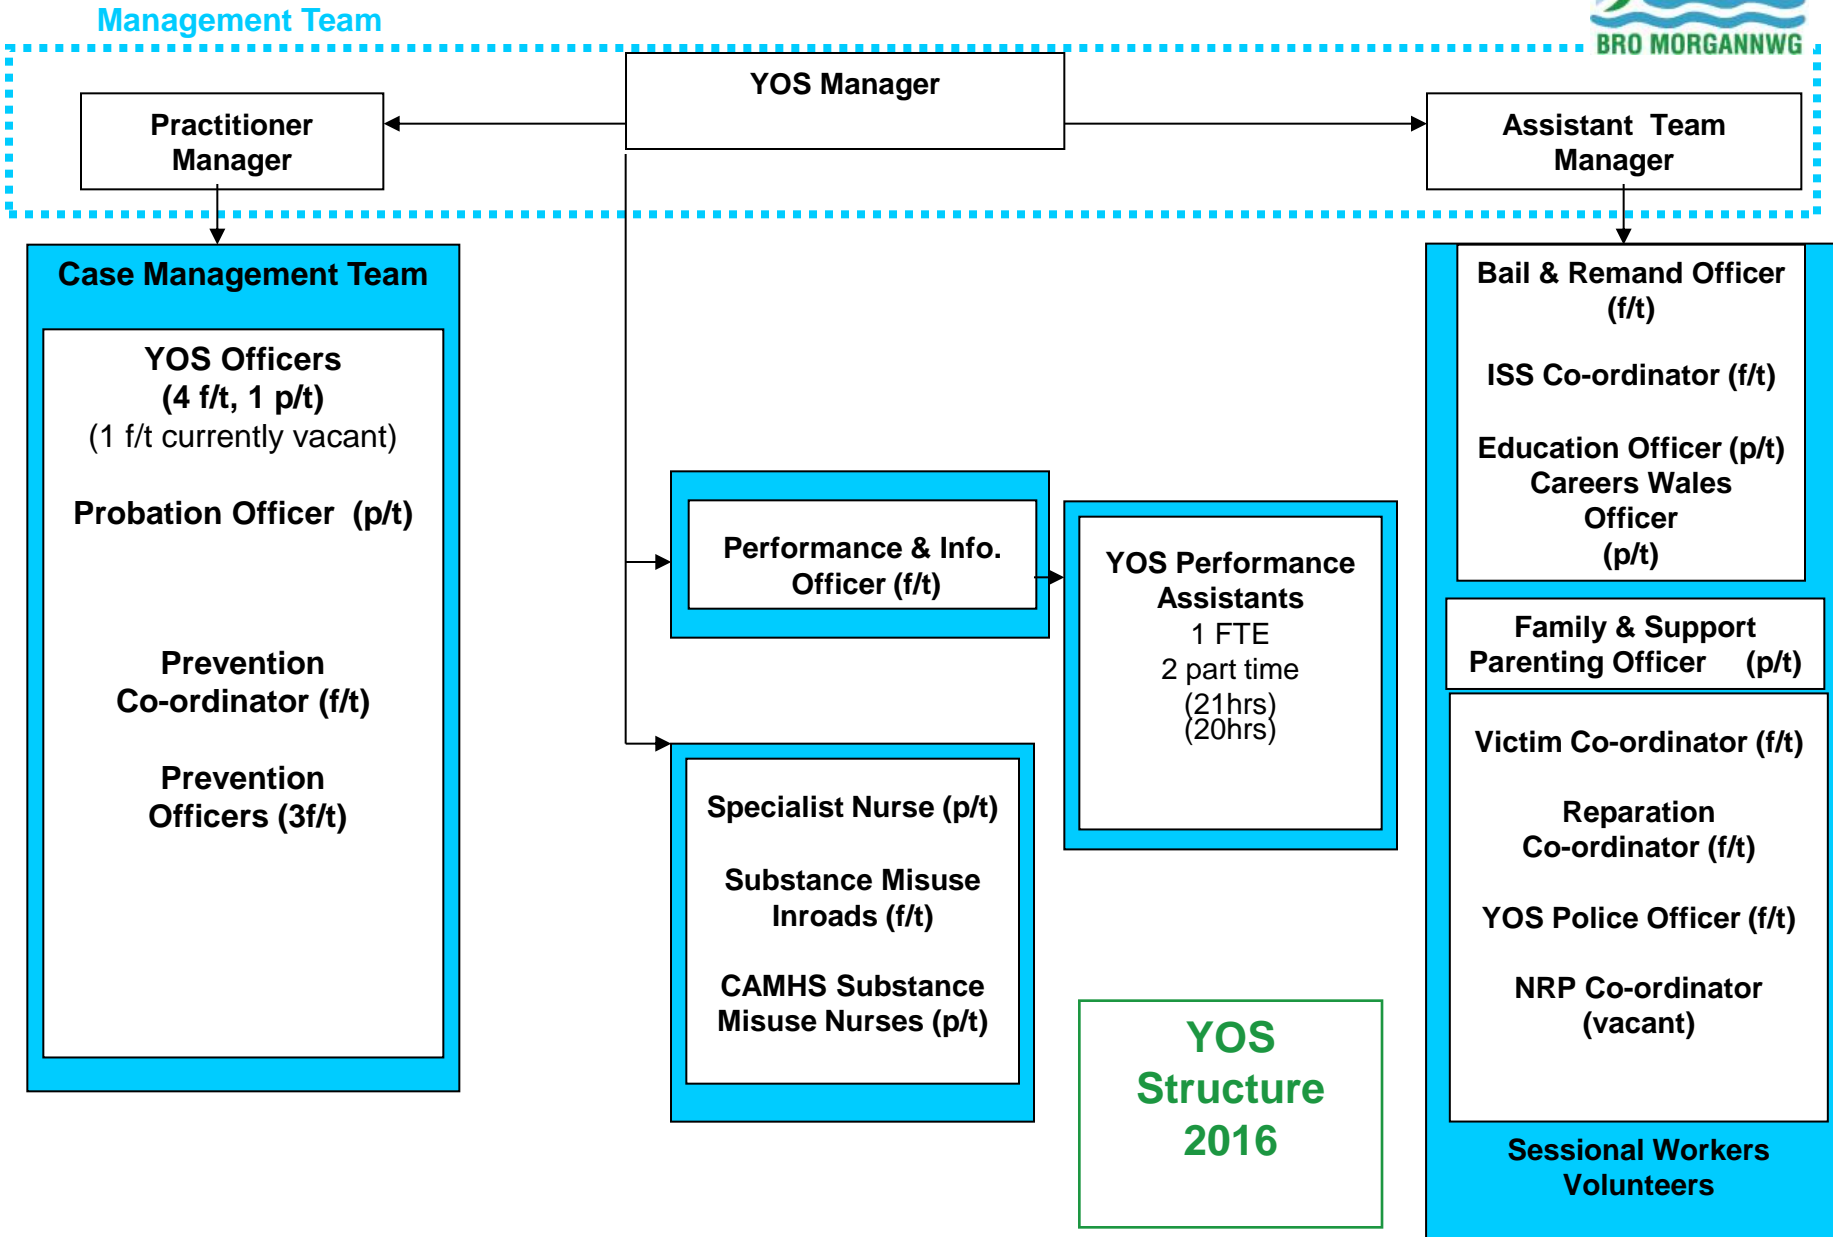 Management Team
BRO MORGANNWG
YOS Manager
Practitioner
Manager
Assistant Team
Manager
Case Management Team
YOS Officers
(4 f/t, 1 p/t)
(1 f/t currently vacant)
Probation Officer (p/t)
Prevention
Co-ordinator (f/t)
Prevention
Officers (3f/t)
Performance & Info.
Officer (f/t)
YOS Performance
Assistants
1 FTE
2 part time
(21hrs)
(20hrs)
Specialist Nurse (p/t)
Substance Misuse
Inroads (f/t)
CAMHS Substance
Misuse Nurses (p/t)
YOS
Structure
2016
Bail & Remand Officer
(f/t)
ISS Co-ordinator (f/t)
Education Officer (p/t)
Careers Wales
Officer
(p/t)
Family & Support
Parenting Officer (p/t)
Victim Co-ordinator (f/t)
Reparation
Co-ordinator (f/t)
YOS Police Officer (f/t)
NRP Co-ordinator
(vacant)
Sessional Workers
Volunteers